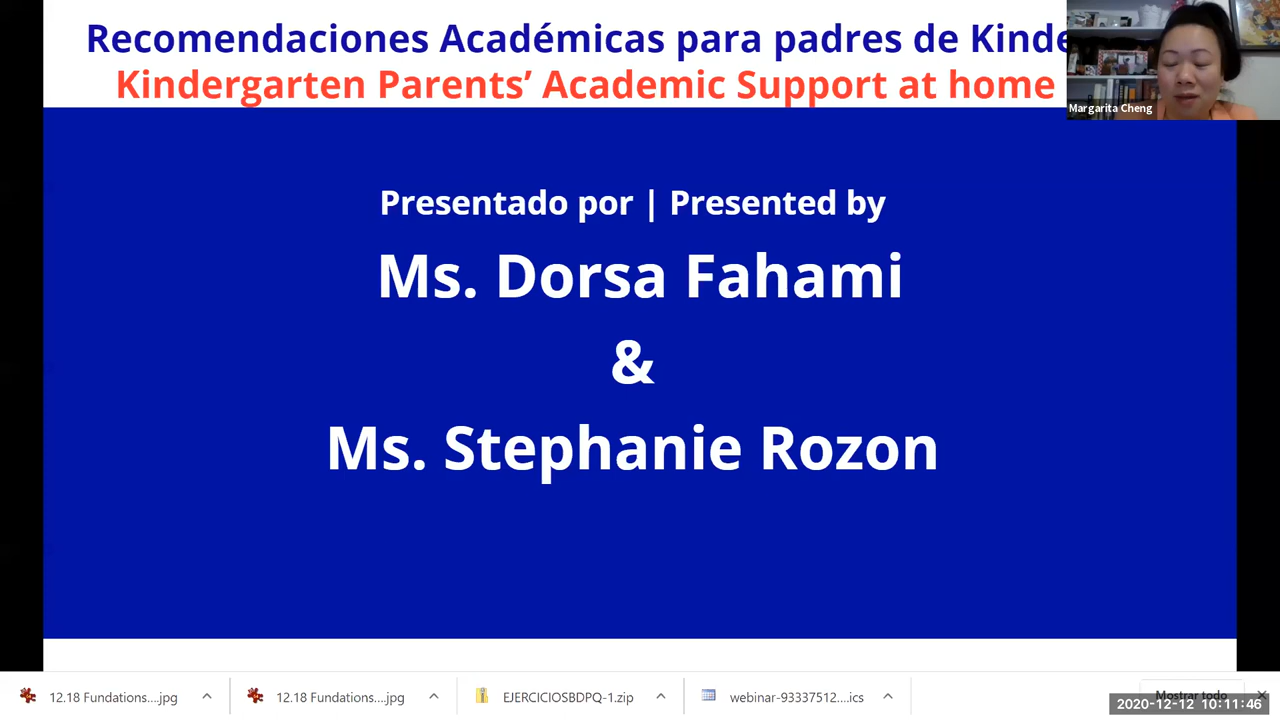 Recomendaciones Académicas para padres de Kinde
Kindergarten Parents’ Academic Support at home
Margarita Cheng
Presentado por | Presented by
Ms. Dorsa Fahami
&
Ms. Stephanie Rozon
12.18 Fundations....jpg
12.18 Fundations....jpg
EJERCICIOSBDPQ-1.zip
webinar-93337512....ics
Mostrar todo
2020-12-12 10:11:46